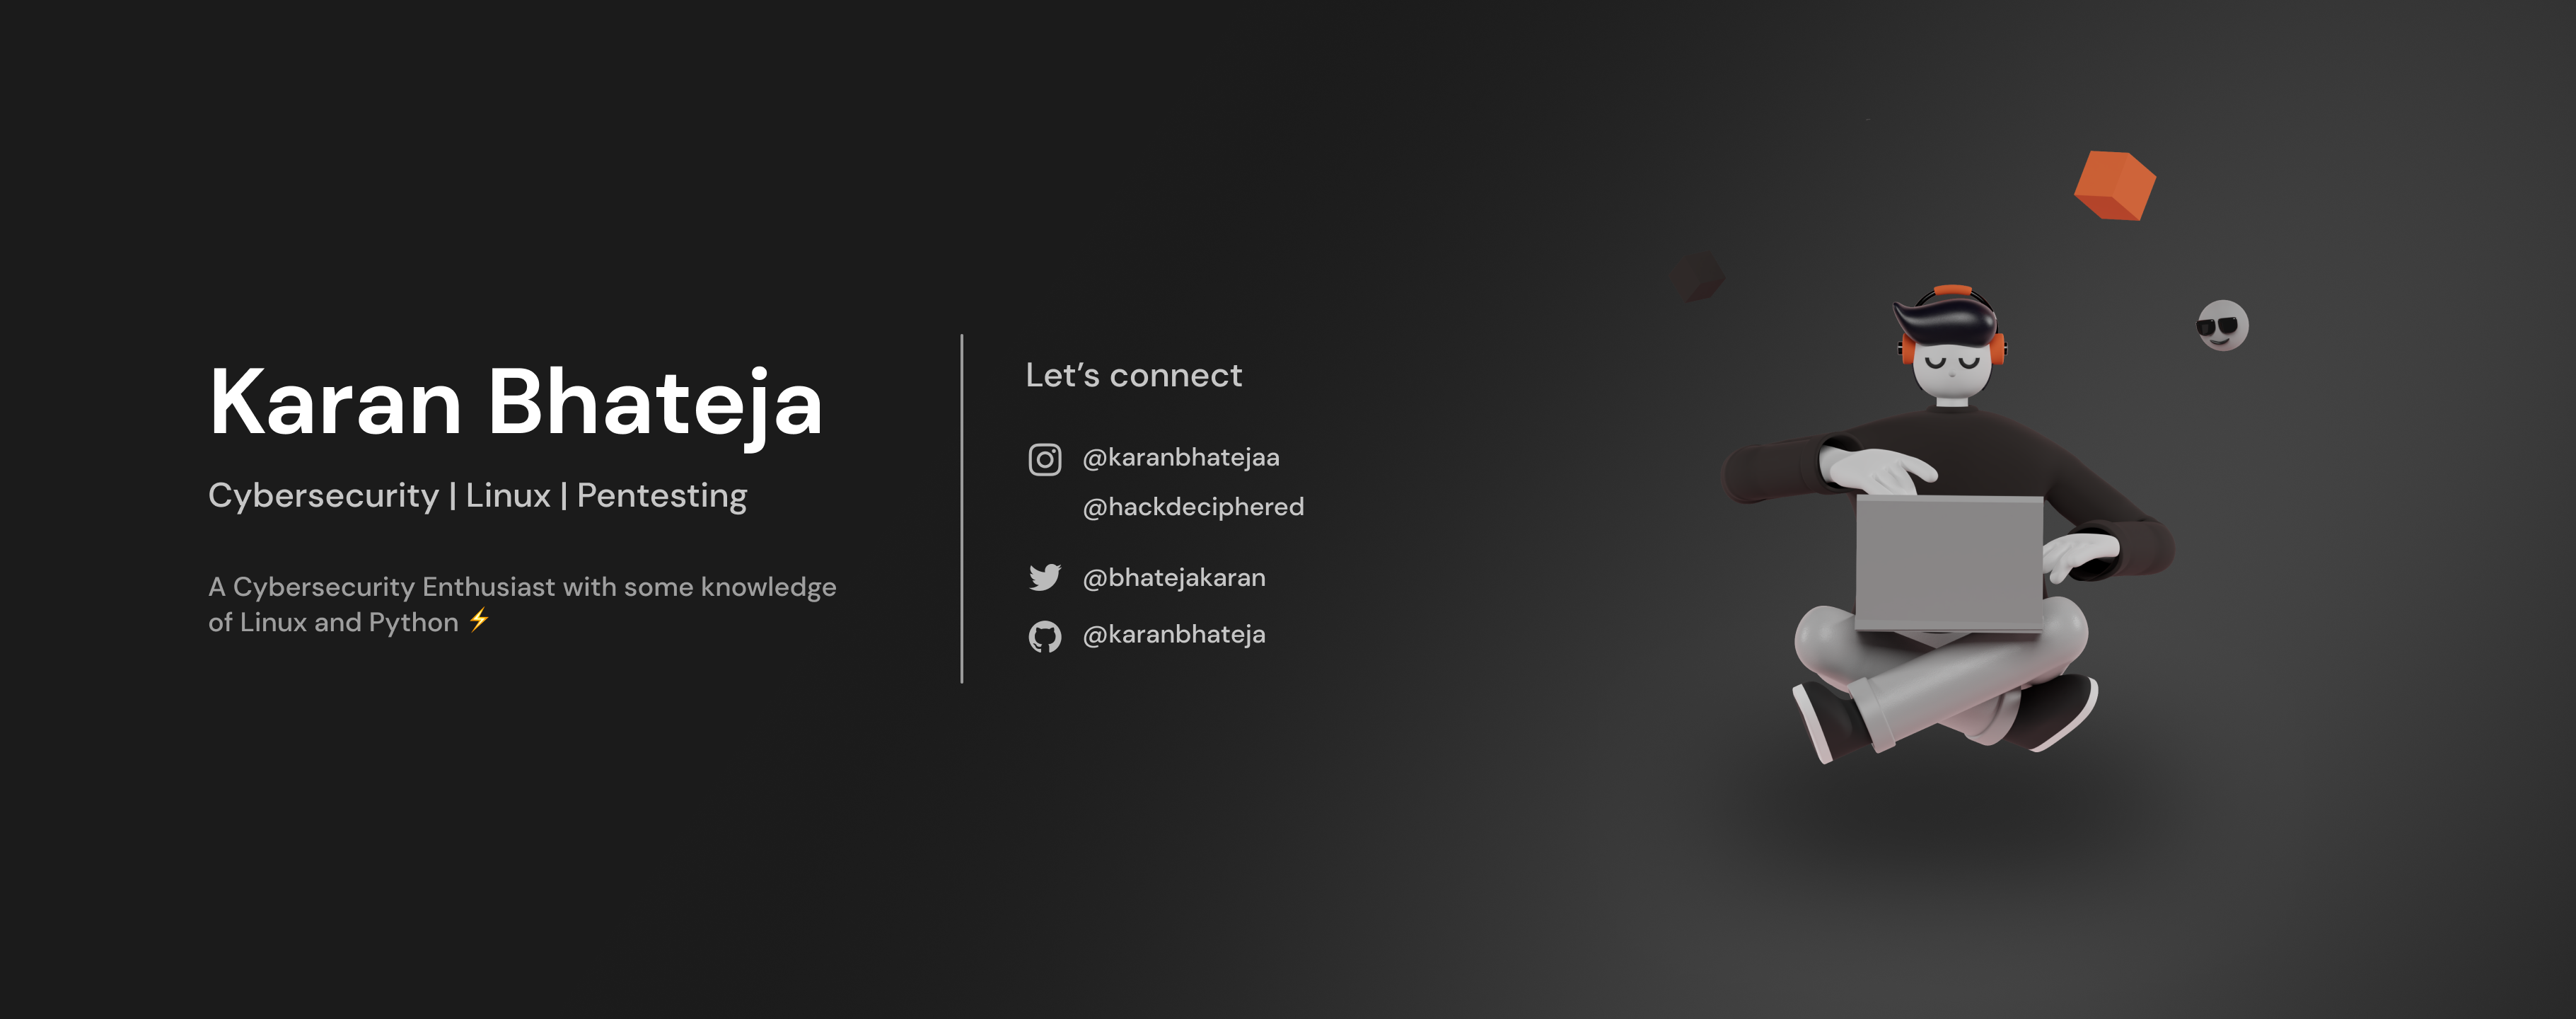 Karan Bhateja
Cybersecurity | Linux | Pentesting
A Cybersecurity Enthusiast with some knowledge
of Linux and Python ⚡
Let’s connect
@karanbhatejaa
@hackdeciphered
@bhatejakaran
@karanbhateja